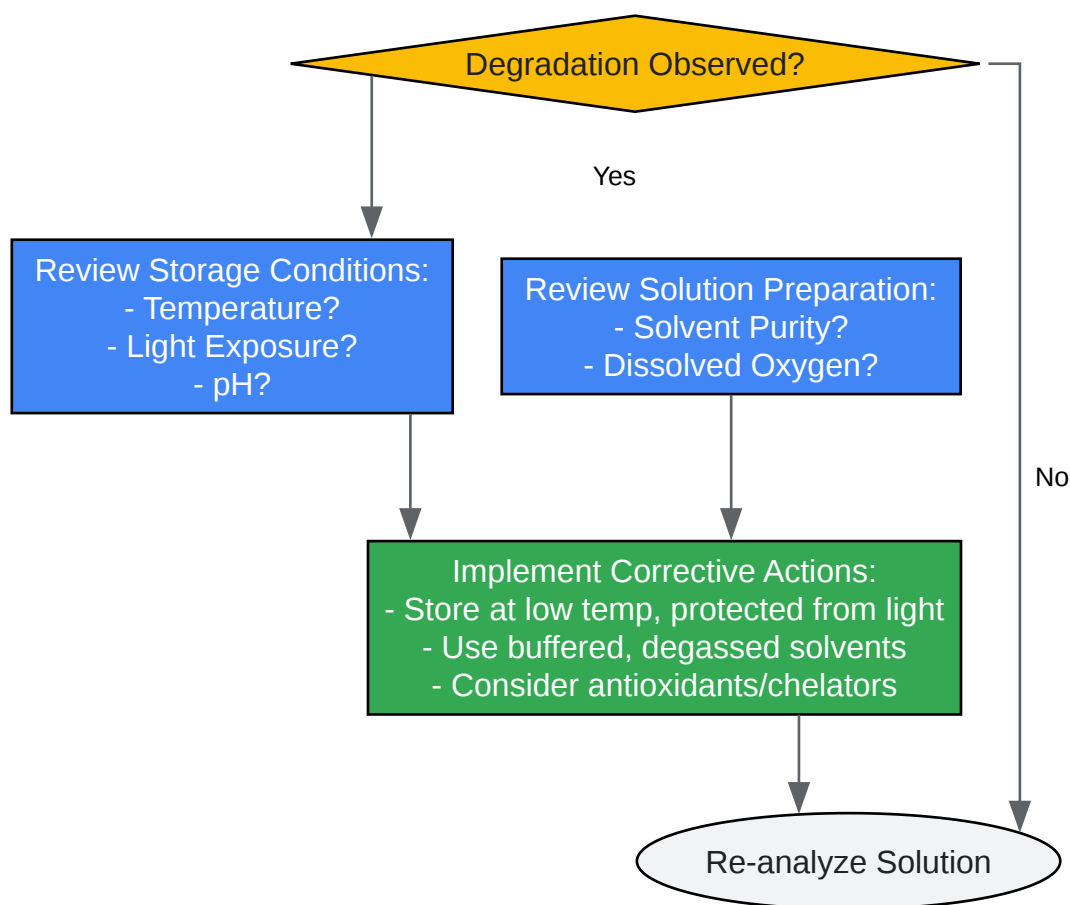 Degradation Observed?
Yes
Review Storage Conditions:
- Temperature?
- Light Exposure?
- pH?
Review Solution Preparation:
- Solvent Purity?
- Dissolved Oxygen?
No
Implement Corrective Actions:
- Store at low temp, protected from light
- Use buffered, degassed solvents
- Consider antioxidants/chelators
Re-analyze Solution